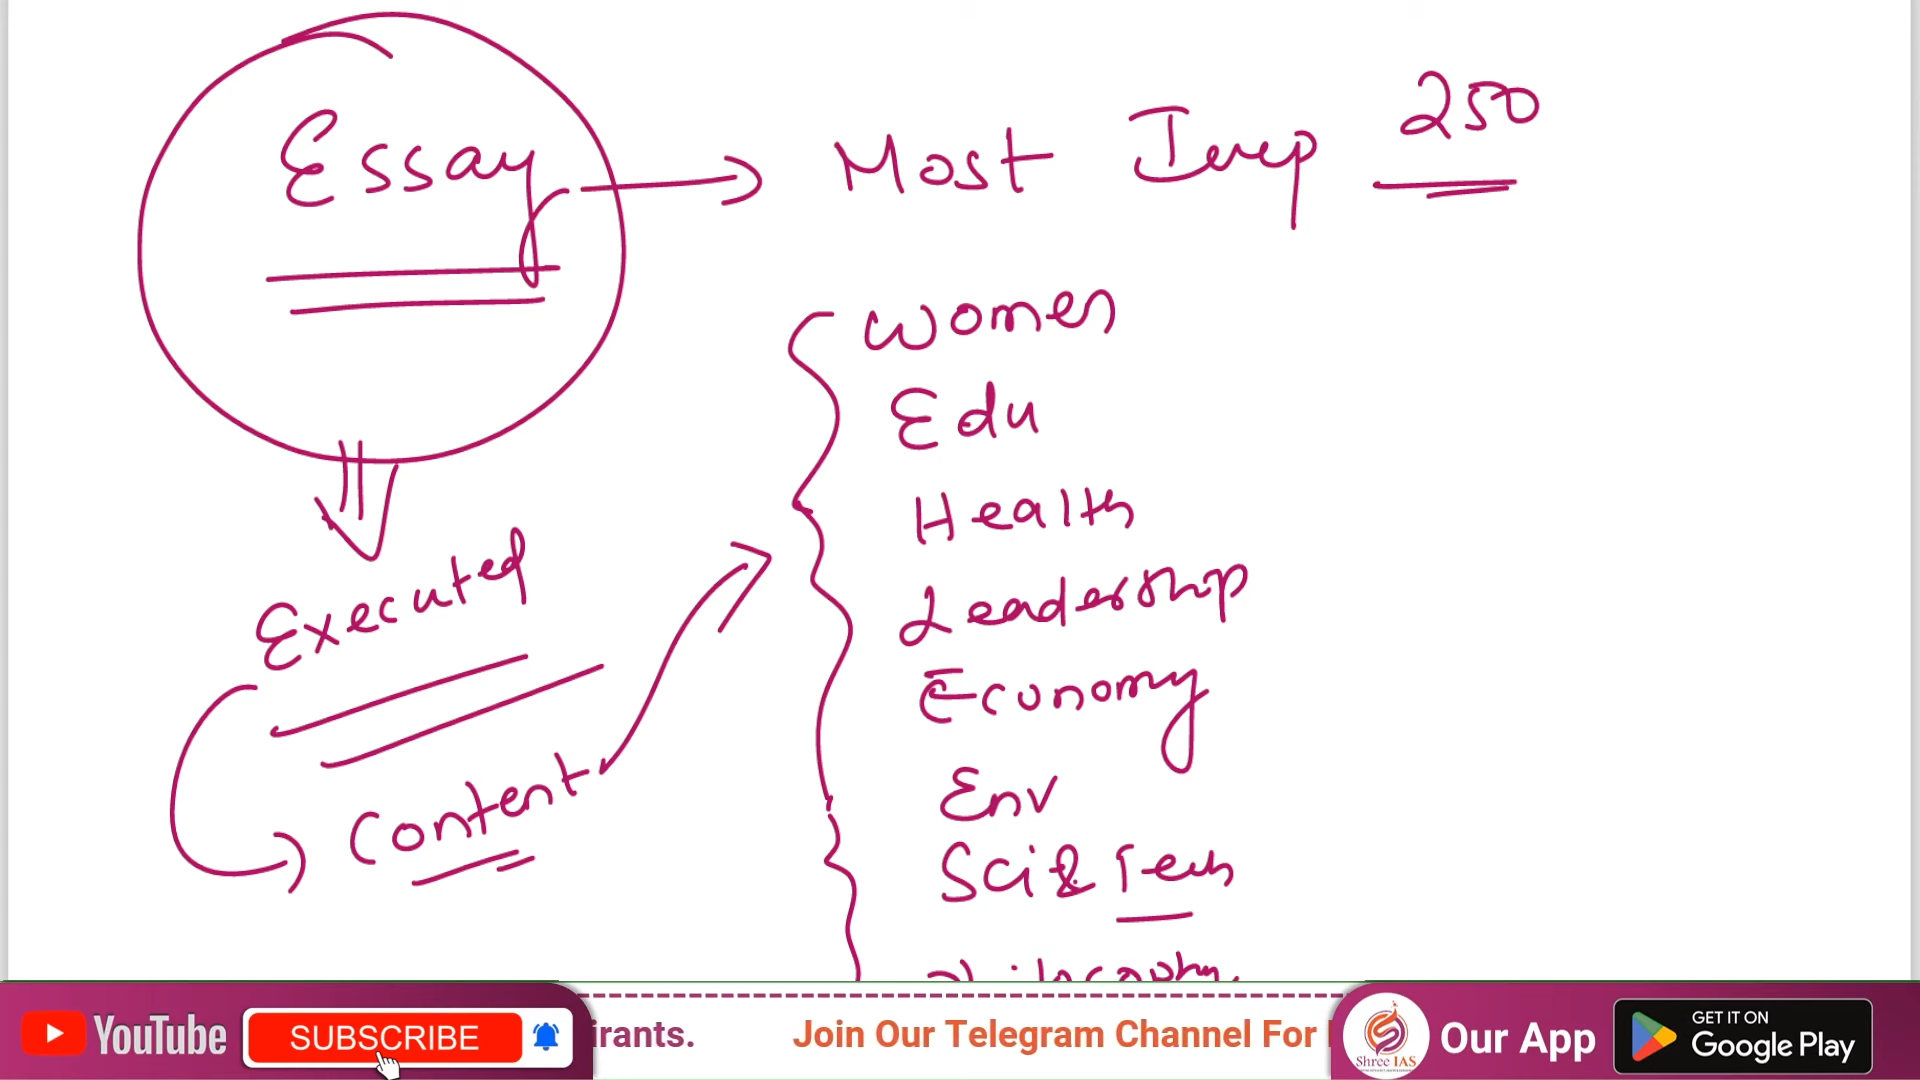 Essay → Most Imp 250
Women
Edu
Health
Leadership
Economy
Env
Sci & Tech
Philosophy
Executed
Content
YouTube SUBSCRIBE
irants. Join Our Telegram Channel For
Shree IAS
Our App
GET IT ON
Google Play